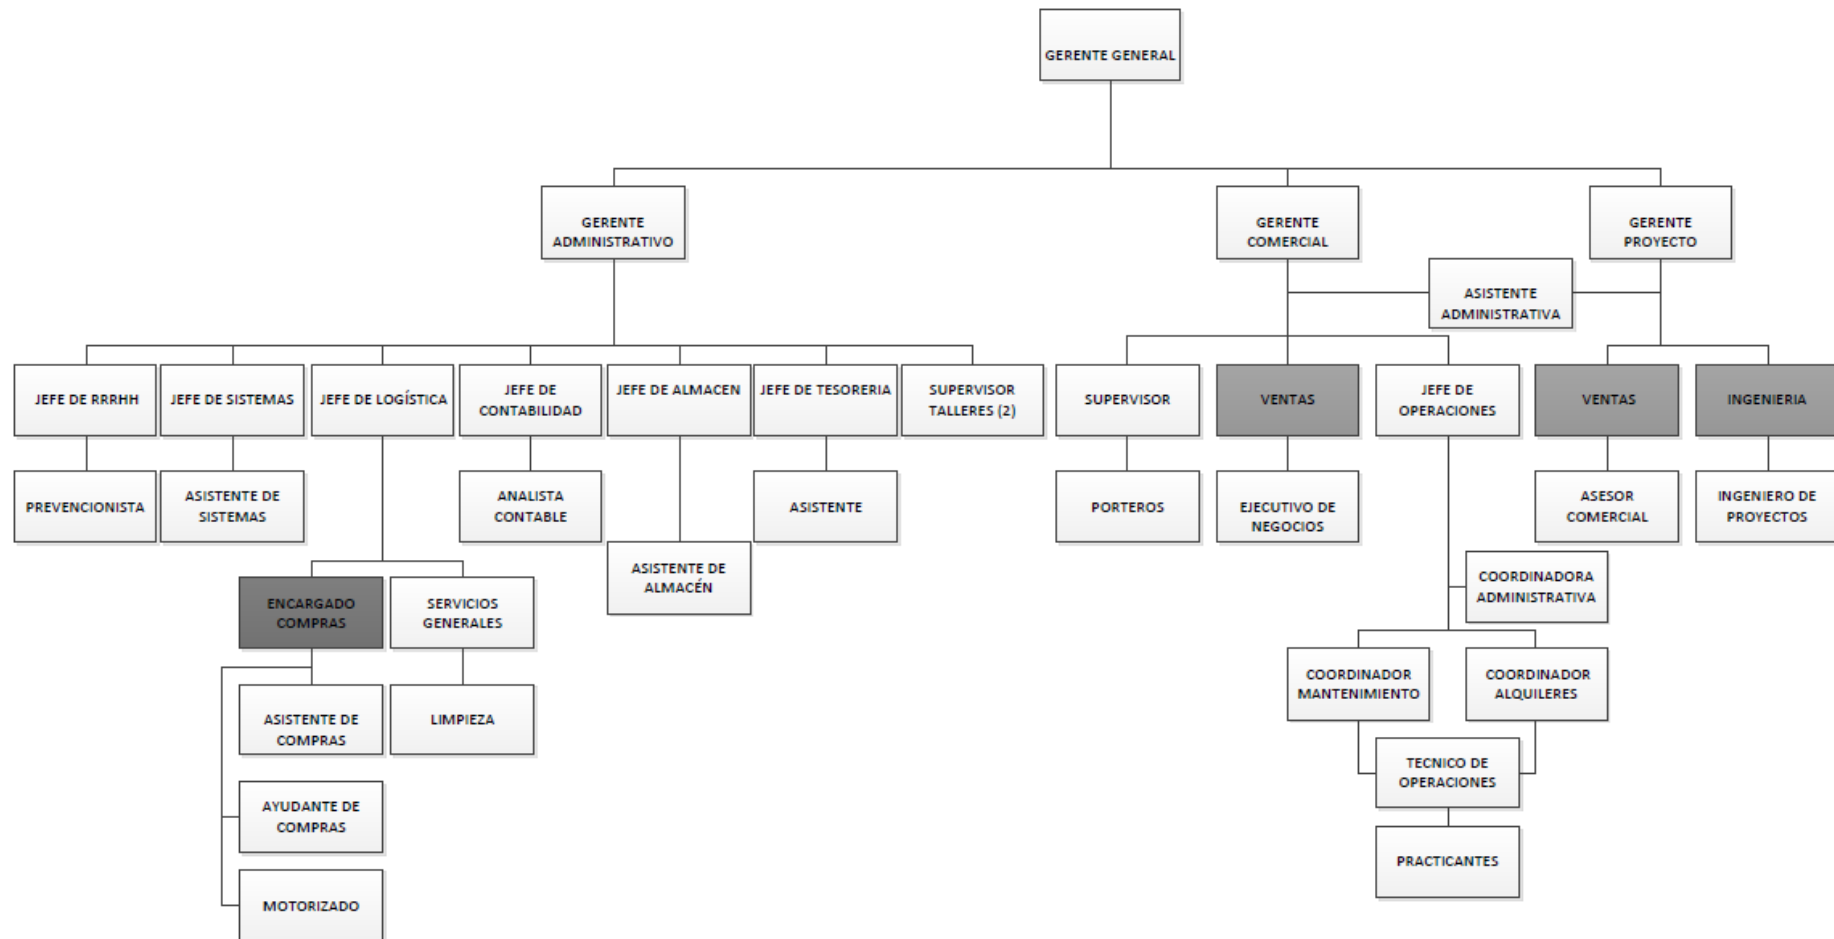 GERENTE GENERAL
GERENTE
ADMINISTRATIVO
GERENTE
COMERCIAL
GERENTE
PROYECTO
ASISTENTE
ADMINISTRATIVA
JEFE DE RRRHH
JEFE DE SISTEMAS
JEFE DE LOGÍSTICA
JEFE DE
CONTABILIDAD
JEFE DE ALMACEN
JEFE DE TESORERIA
SUPERVISOR
TALLERES (2)
SUPERVISOR
VENTAS
JEFE DE
OPERACIONES
VENTAS
INGENIERIA
PREVENCIONISTA
ASISTENTE DE
SISTEMAS
ANALISTA
CONTABLE
ASISTENTE
PORTEROS
EJECUTIVO DE
NEGOCIOS
ASESOR
COMERCIAL
INGENIERO DE
PROYECTOS
ASISTENTE DE
ALMACÉN
COORDINADORA
ADMINISTRATIVA
ENCARGADO
COMPRAS
SERVICIOS
GENERALES
COORDINADOR
MANTENIMIENTO
COORDINADOR
ALQUILERES
ASISTENTE DE
COMPRAS
LIMPIEZA
TECNICO DE
OPERACIONES
AYUDANTE DE
COMPRAS
PRACTICANTES
MOTORIZADO